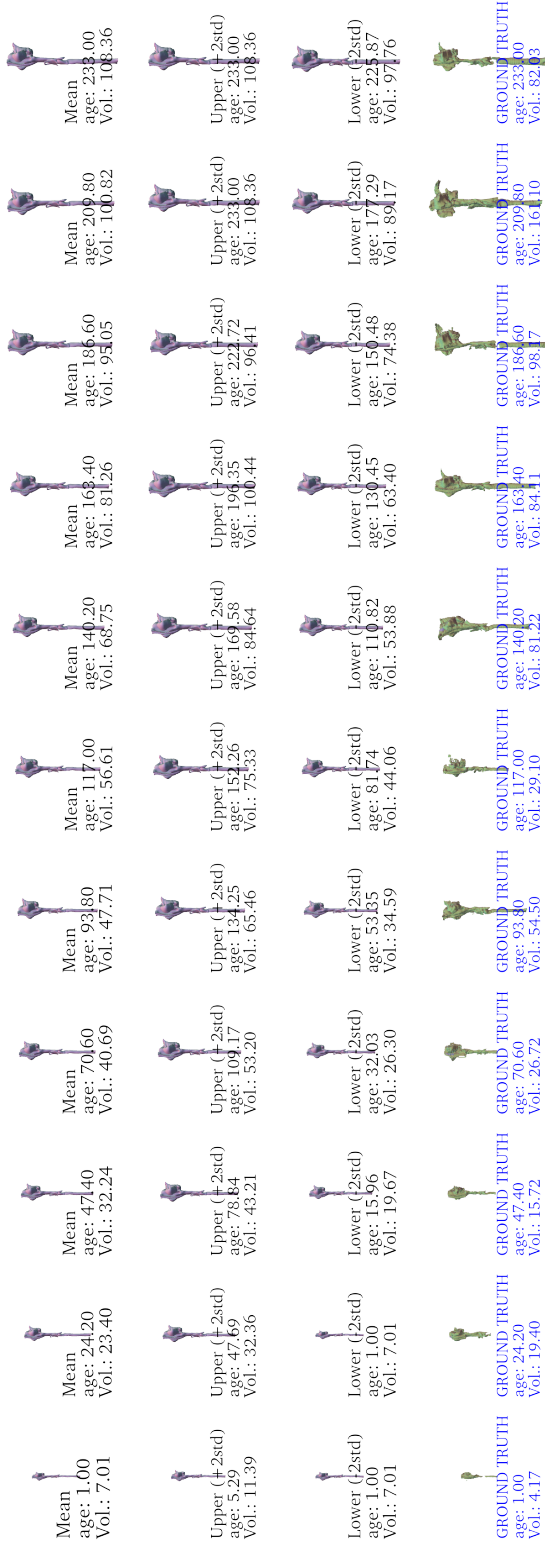 Mean
age: 1.00
Vol.: 7.01
Mean
age: 24.20
Vol.: 23.40
Mean
age: 47.40
Vol.: 32.24
Mean
age: 70.60
Vol.: 40.69
Mean
age: 93.80
Vol.: 47.71
Mean
age: 117.00
Vol.: 56.61
Mean
age: 140.20
Vol.: 68.75
Mean
age: 163.40
Vol.: 81.26
Mean
age: 186.60
Vol.: 95.05
Mean
age: 209.80
Vol.: 100.82
Mean
age: 233.00
Vol.: 108.36
Upper (+2std)
age: 5.29
Vol.: 11.39
Upper (+2std)
age: 47.69
Vol.: 32.36
Upper (+2std)
age: 78.84
Vol.: 43.21
Upper (+2std)
age: 109.17
Vol.: 53.20
Upper (+2std)
age: 134.25
Vol.: 65.46
Upper (+2std)
age: 152.26
Vol.: 75.33
Upper (+2std)
age: 169.58
Vol.: 84.64
Upper (+2std)
age: 196.35
Vol.: 100.44
Upper (+2std)
age: 222.72
Vol.: 96.41
Upper (+2std)
age: 233.00
Vol.: 108.36
Upper (+2std)
age: 233.00
Vol.: 108.36
Lower (-2std)
age: 1.00
Vol.: 7.01
Lower (-2std)
age: 1.00
Vol.: 7.01
Lower (-2std)
age: 15.96
Vol.: 19.67
Lower (-2std)
age: 32.03
Vol.: 26.30
Lower (-2std)
age: 53.35
Vol.: 34.59
Lower (-2std)
age: 81.74
Vol.: 44.06
Lower (-2std)
age: 110.82
Vol.: 53.88
Lower (-2std)
age: 130.45
Vol.: 63.40
Lower (-2std)
age: 150.48
Vol.: 74.38
Lower (-2std)
age: 177.29
Vol.: 89.17
Lower (-2std)
age: 225.87
Vol.: 97.76
GROUND TRUTH
age: 1.00
Vol.: 4.17
GROUND TRUTH
age: 24.20
Vol.: 19.40
GROUND TRUTH
age: 47.40
Vol.: 15.72
GROUND TRUTH
age: 70.60
Vol.: 26.72
GROUND TRUTH
age: 93.80
Vol.: 54.50
GROUND TRUTH
age: 117.00
Vol.: 29.10
GROUND TRUTH
age: 140.20
Vol.: 81.22
GROUND TRUTH
age: 163.40
Vol.: 84.11
GROUND TRUTH
age: 186.60
Vol.: 98.17
GROUND TRUTH
age: 209.80
Vol.: 161.10
GROUND TRUTH
age: 233.00
Vol.: 82.03